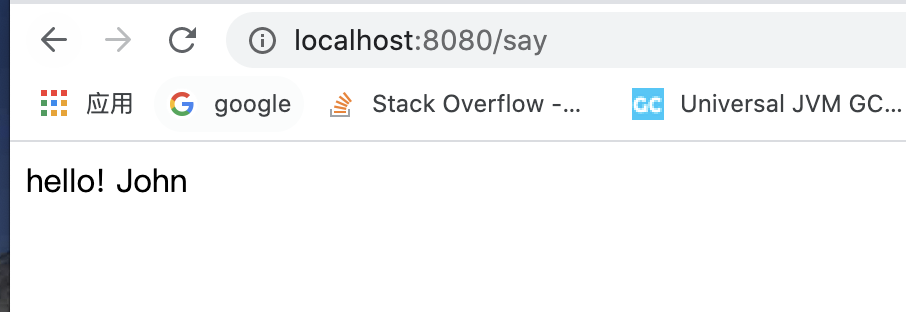 localhost:8080/say
应用 google Stack Overflow -... GC Universal JVM GC...
hello! John